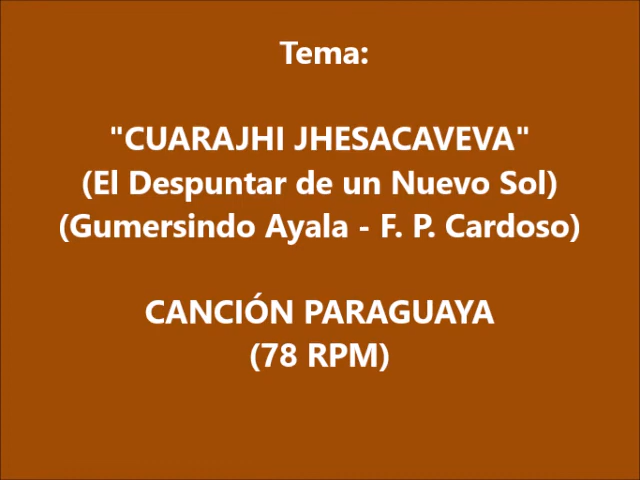 Tema:
"CUARAJHI JHESACAVEVA"
(El Despuntar de un Nuevo Sol)
(Gumersindo Ayala - F. P. Cardoso)
CANCIÓN PARAGUAYA
(78 RPM)